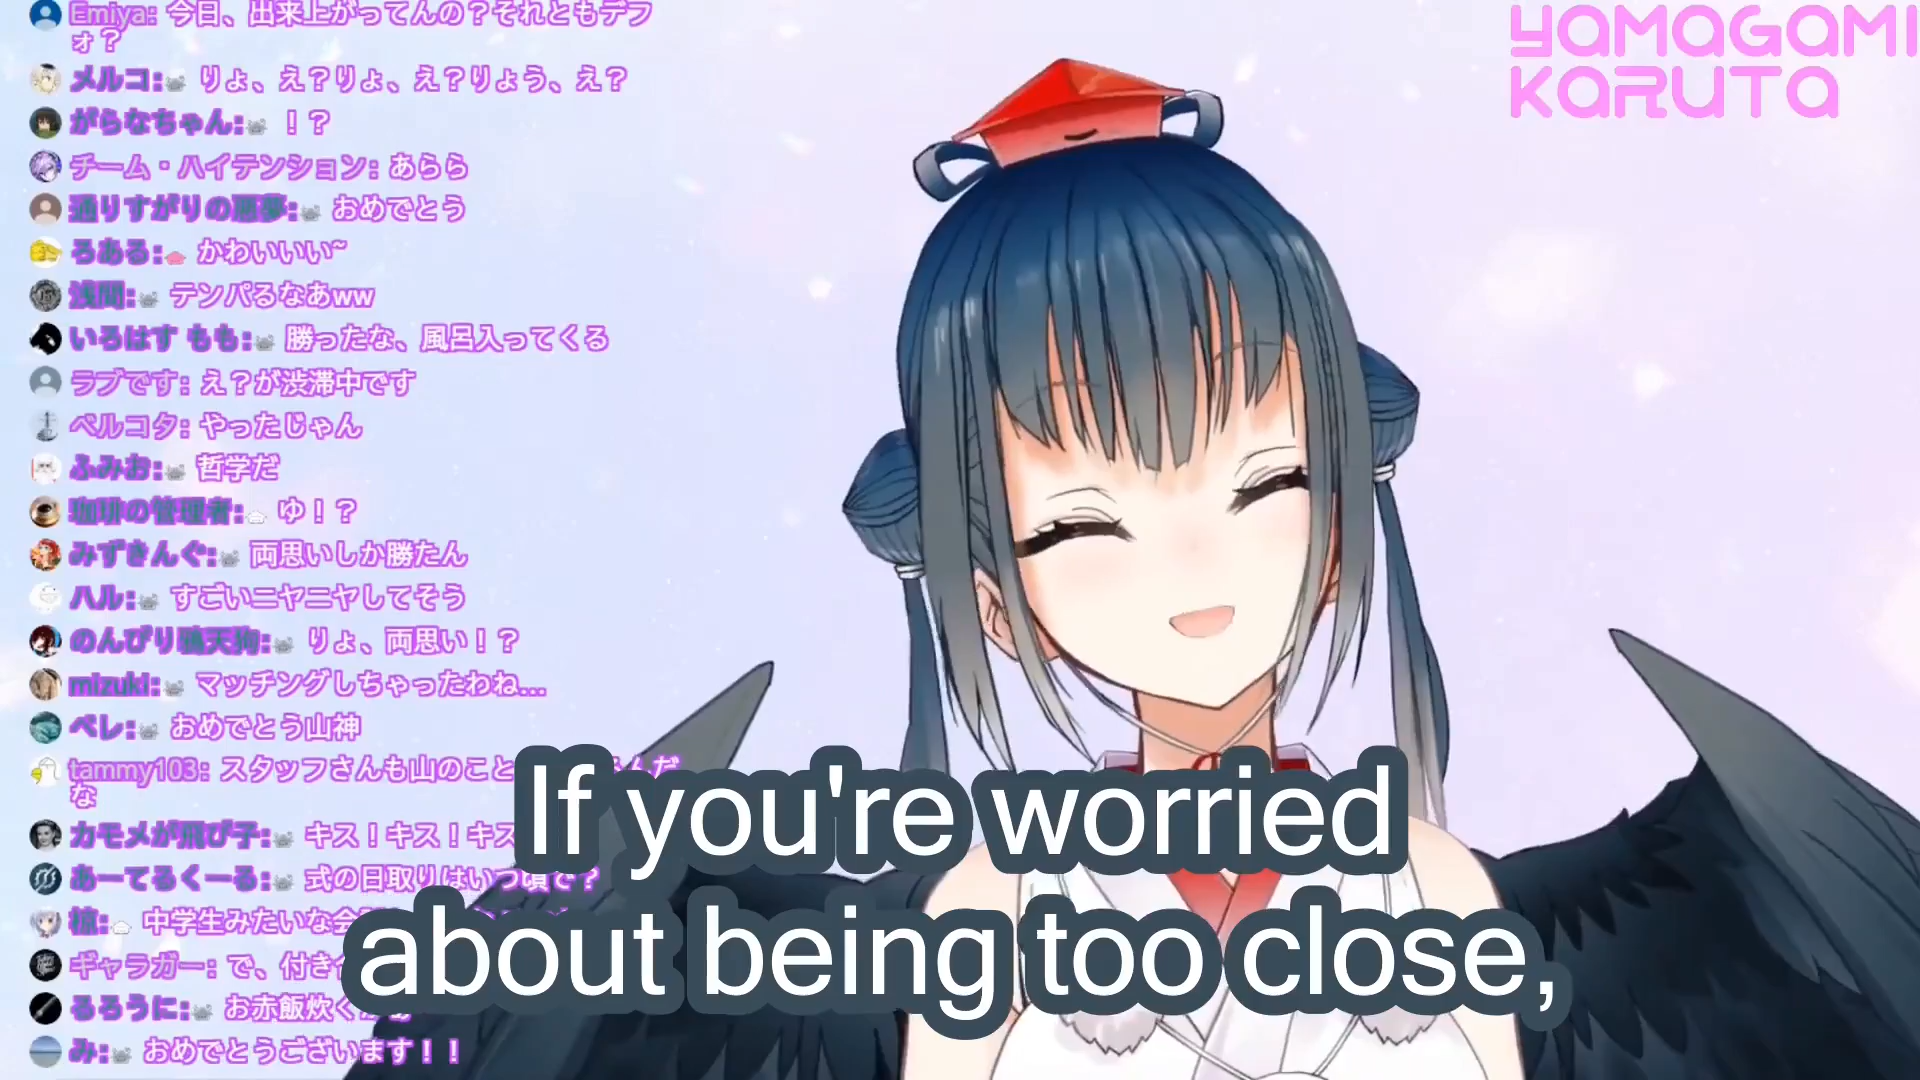 Emiya: 今日、出来上がってんの？それともデフ
ォ？
メルコ: りょ、え？りょ、え？りょう、え？
がらなちゃん: ！？
チーム・ハイテンション: あらら
通りすがりの悪夢: おめでとう
ろある: かわいいい~
浅間: テンパるなあww
いろはす もも: 勝ったな、風呂入ってくる
ラブです: え？が渋滞中です
ベルコタ: やったじゃん
ふみお: 哲学だ
珈琲の管理者: ゆ！？
みずきんぐ: 両思いしか勝たん
ハル: すごいニヤニヤしてそう
のんびり鴉天狗: りょ、両思い！？
mizuki: マッチングしちゃったわね...
ベレ: おめでとう山神
tammy103: スタッフさんも山のこと
な
カモメが飛び子: キス！キス！キス
あーてるくーる: 式の日取りはいつ頃で？
椋: 中学生みたいな会
ギャラガー: で、付き合
るろうに: お赤飯炊く
み: おめでとうございます！！
YAMAGAMI
KARUTA
If you're worried
about being too close,